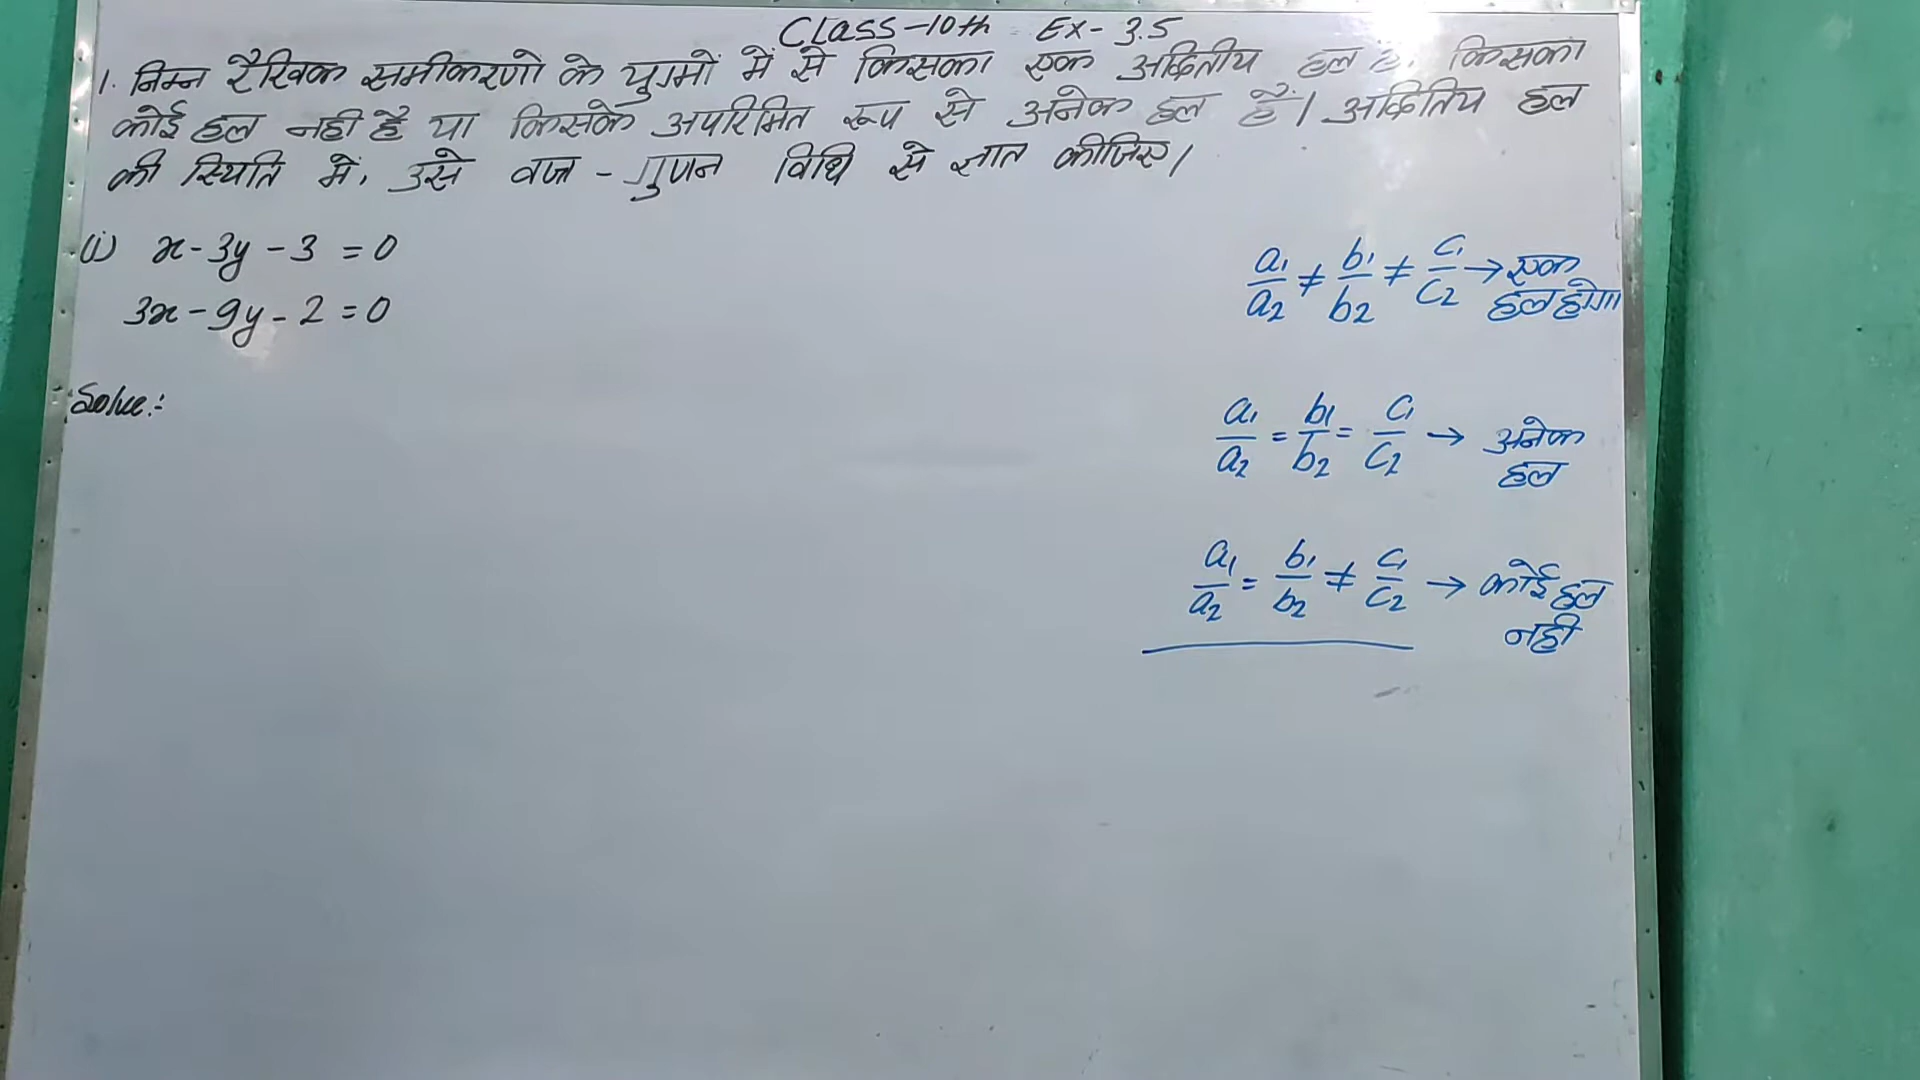 Class-10th Ex-3.5
1. निम्न रैखिक समीकरणो के युग्मों में से किसका एक अद्वितीय हल है, किसका
कोई हल नही है या किसके अपरिमित रूप से अनेक हल हैं। अद्वितिय हल
की स्थिति में, उसे वज्र-गुणन विधि से ज्ञात कीजिए।
(i) x-3y-3=0
3x-9y-2=0
Solve:-
a₁/a₂ ≠ b₁/b₂ ≠ c₁/c₂ → एक
हल होगा
a₁/a₂ = b₁/b₂ = c₁/c₂ → अनेक
हल
a₁/a₂ = b₁/b₂ ≠ c₁/c₂ → कोई हल
नही